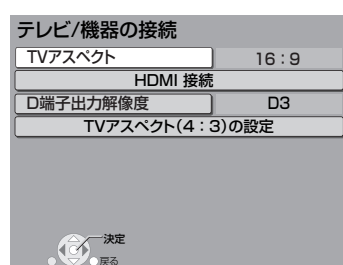 テレビ/機器の接続
TVアスペクト 16：9
HDMI 接続
D端子出力解像度 D3
TVアスペクト(4：3)の設定
決定
戻る